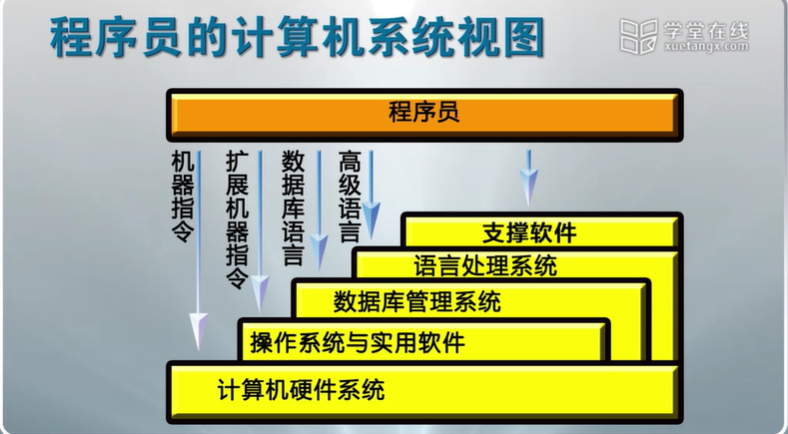 程序员的计算机系统视图
学堂在线
xuetangx.com
程序员
机器指令
扩展机器指令
数据库语言
高级语言
支撑软件
语言处理系统
数据库管理系统
操作系统与实用软件
计算机硬件系统